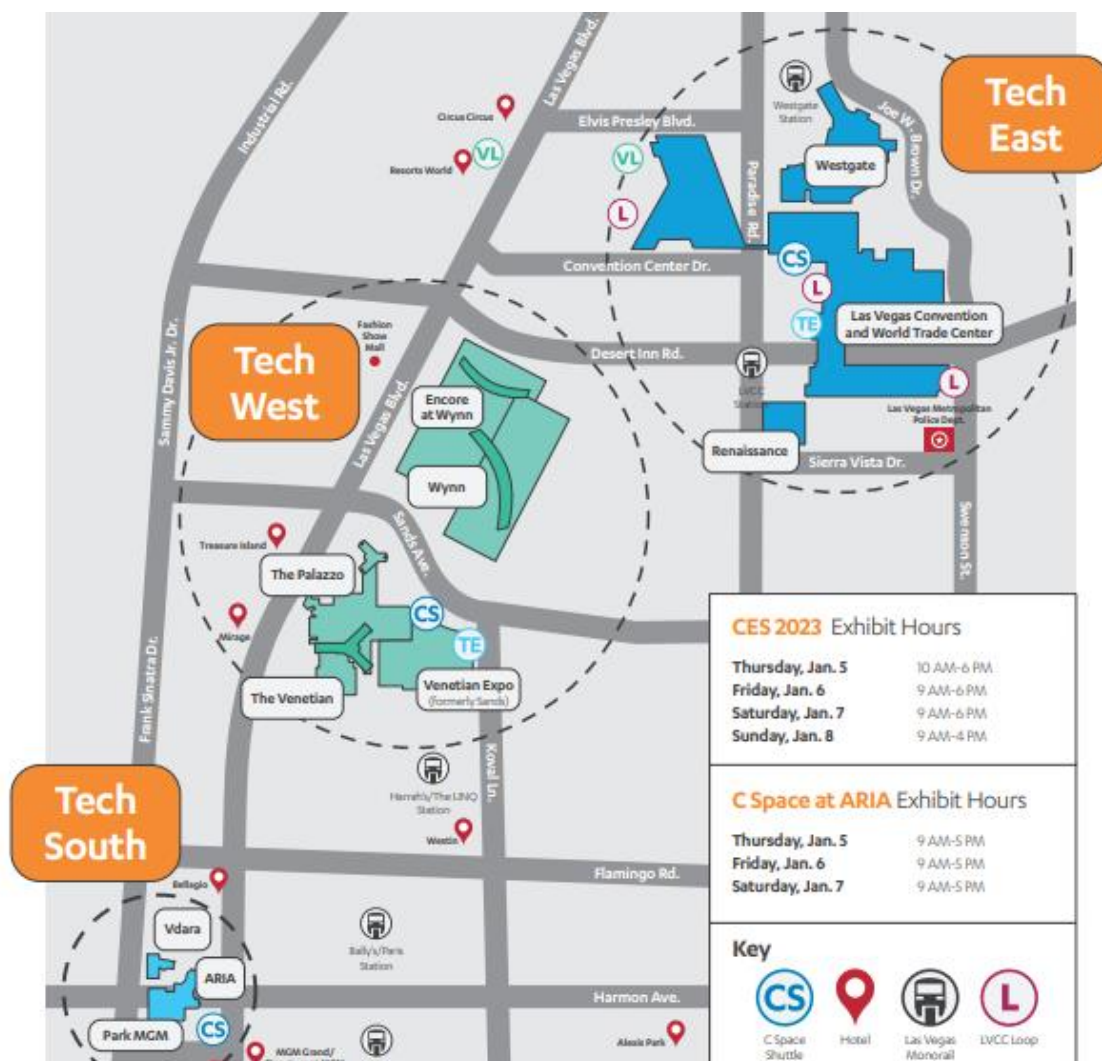 Tech
East
Tech
West
Tech
South
Industrial Rd.
Las Vegas Blvd.
Circus Circus
VL
Resorts World
Elvis Presley Blvd.
VL
L
Westgate
Station
Westgate
Joe W. Brown Dr.
Paradise Rd.
Convention Center Dr.
CS
L
TE
Las Vegas Convention
and World Trade Center
Desert Inn Rd.
LVCC
Station
L
Las Vegas Metropolitan
Police Dept.
Renaissance
Sierra Vista Dr.
Swenson St.
Sammy Davis Jr. Dr.
Fashion
Show
Mall
Las Vegas Blvd.
Encore
at Wynn
Wynn
Sands Ave.
Treasure Island
The Palazzo
Mirage
CS
TE
The Venetian
Venetian Expo
(formerly Sands)
Frank Sinatra Dr.
Koval Ln.
Harrah's/The LINQ
Station
Westin
Flamingo Rd.
Bellagio
Vdara
ARIA
Bally's/Paris
Station
Harmon Ave.
Park MGM
CS
MGM Grand/
Alexis Park
CES 2023 Exhibit Hours
Thursday, Jan. 5 10 AM-6 PM
Friday, Jan. 6 9 AM-6 PM
Saturday, Jan. 7 9 AM-6 PM
Sunday, Jan. 8 9 AM-4 PM
C Space at ARIA Exhibit Hours
Thursday, Jan. 5 9 AM-5 PM
Friday, Jan. 6 9 AM-5 PM
Saturday, Jan. 7 9 AM-5 PM
Key
CS
L
C Space
Shuttle
Hotel
Las Vegas
Monorail
LVCC Loop